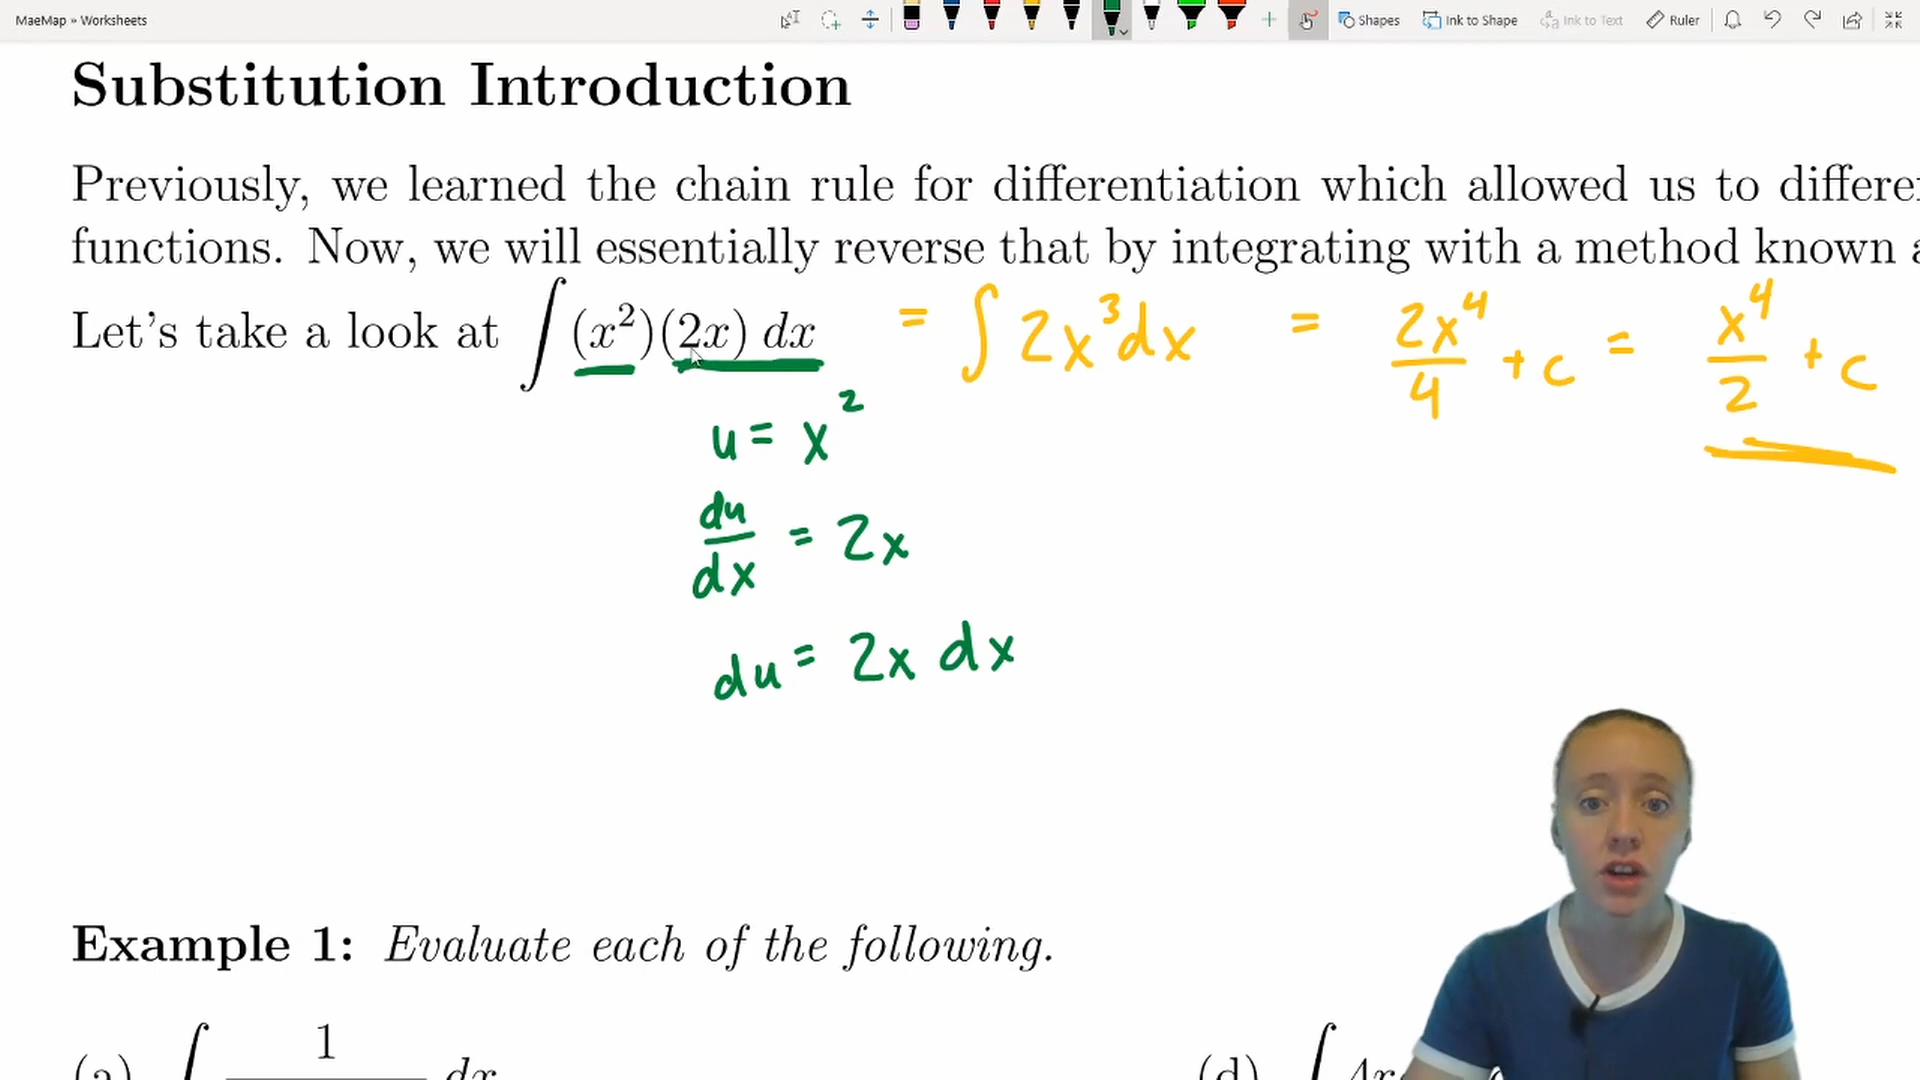 MaeMap » Worksheets
Shapes Ink to Shape Ink to Text Ruler
Substitution Introduction
Previously, we learned the chain rule for differentiation which allowed us to
functions. Now, we will essentially reverse that by integrating with a method known
Let's take a look at ∫(x²)(2x) dx = ∫2x³dx = 2x⁴/4 + c = x⁴/2 + c
u = x²
du/dx = 2x
du = 2x dx
Example 1: Evaluate each of the following.
1
(a) ∫ dx
(d) ∫ 4x